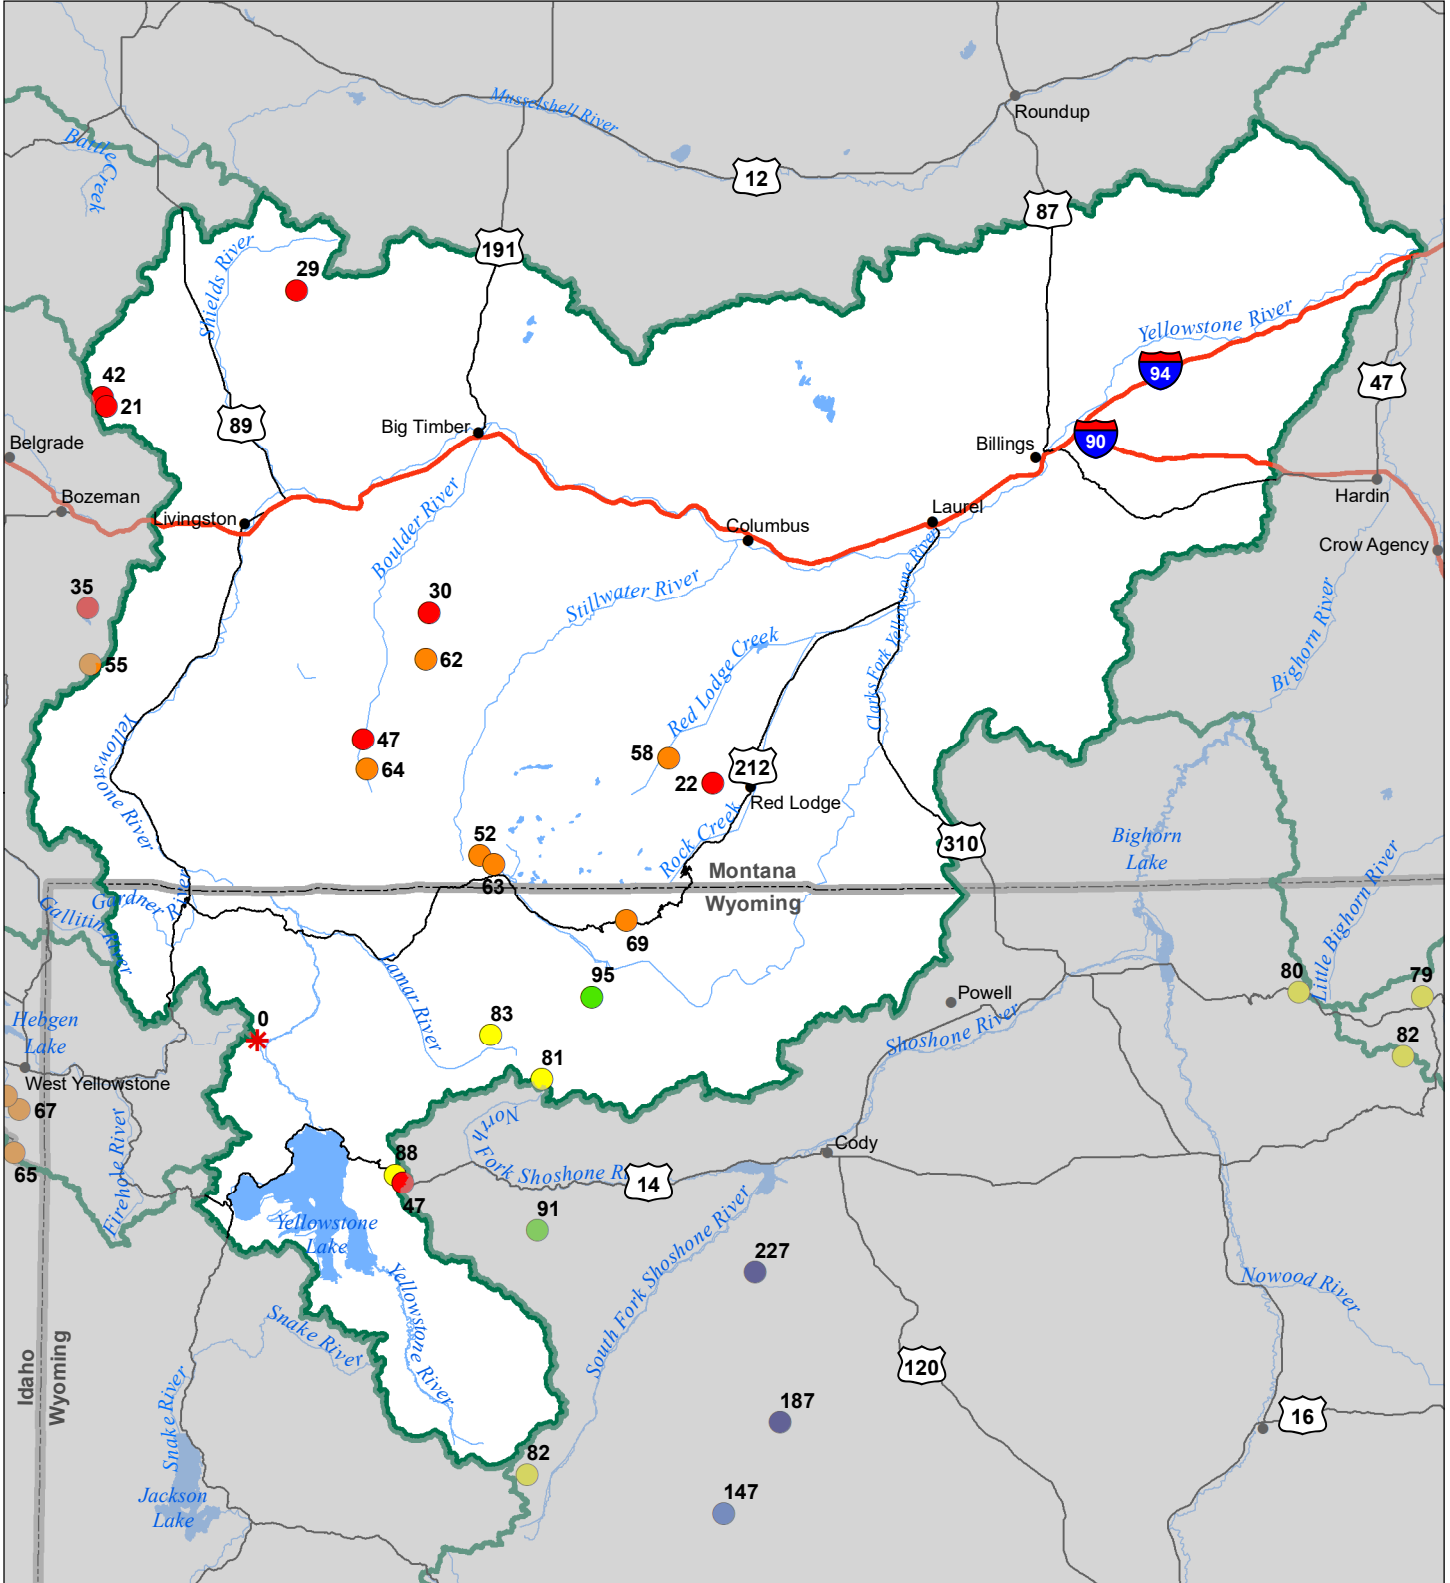 Roundup
Musselshell River
Battle Creek
12
87
191
Shields River
29
Yellowstone River
94
47
42
21
89
Big Timber
90
Belgrade
Billings
Bozeman
Hardin
Livingston
Boulder River
Laurel
Columbus
Crow Agency
35
30
Stillwater River
Clarks Fork Yellowstone River
Bighorn River
55
62
Red Lodge Creek
Yellowstone River
47
58
64
22
212
Red Lodge
52
Rock Creek
310
Bighorn
Lake
63
Montana
Wyoming
Gardner River
Gallitin River
Little Bighorn River
69
Lamar River
95
80
79
Powell
0
83
Hebgen
Lake
Shoshone River
82
81
West Yellowstone
67
Firehole River
North Fork Shoshone Ri
Cody
65
88
47
14
91
Yellowstone
Lake
South Fork Shoshone River
227
Nowood River
Yellowstone River
Snake River
Idaho
Wyoming
120
Snake River
187
16
82
Jackson
Lake
147